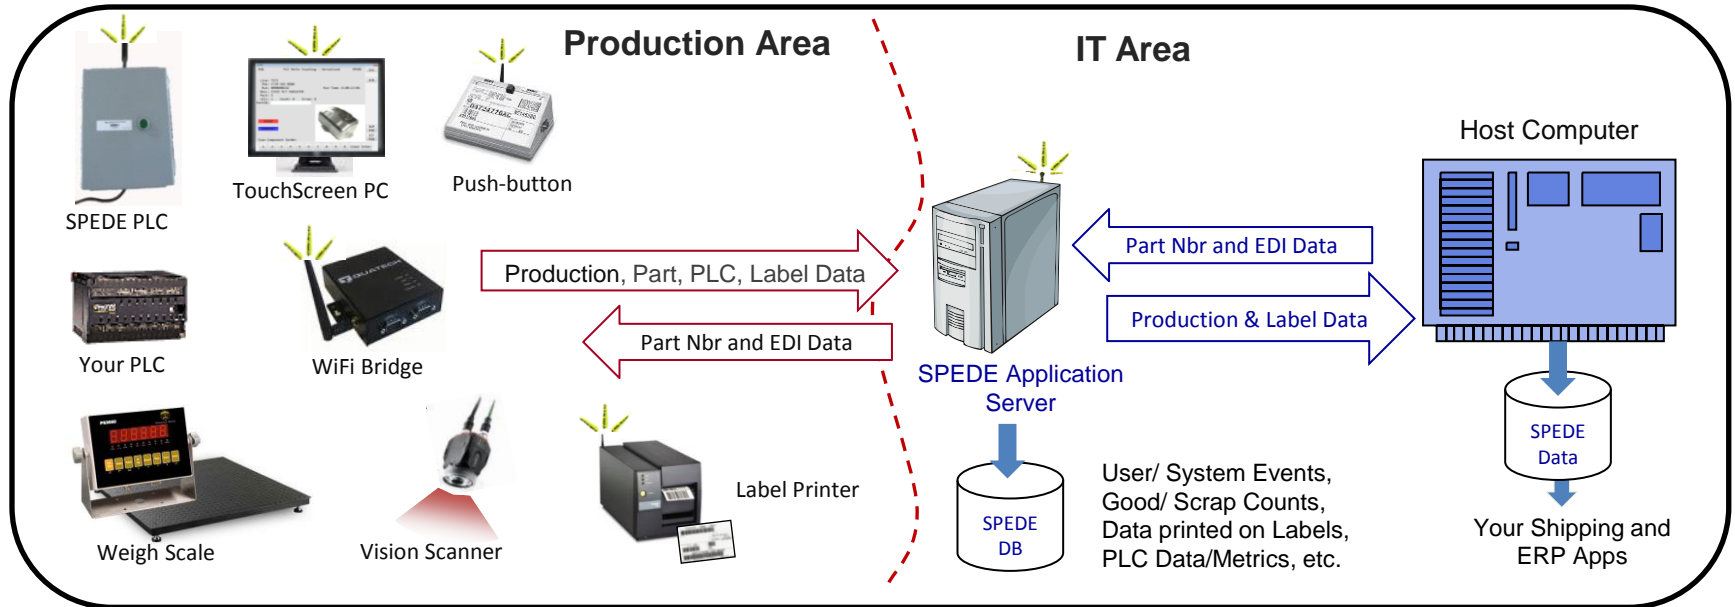 Production Area
IT Area
SPEDE PLC
TouchScreen PC
Push-button
Host Computer
Your PLC
QUATECH
WiFi Bridge
Production, Part, PLC, Label Data
Part Nbr and EDI Data
Part Nbr and EDI Data
Production & Label Data
SPEDE Application
Server
SPEDE
DB
User/ System Events,
Good/ Scrap Counts,
Data printed on Labels,
PLC Data/Metrics, etc.
SPEDE
Data
Your Shipping and
ERP Apps
Weigh Scale
Vision Scanner
Label Printer